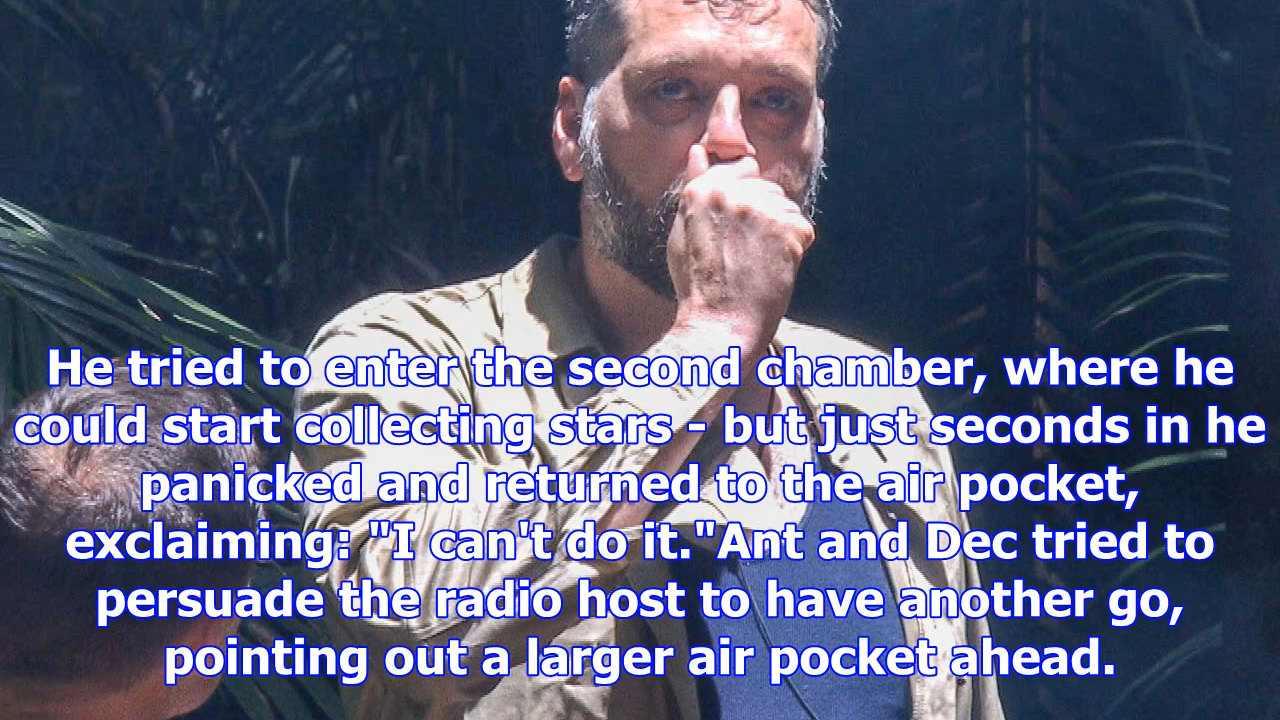 He tried to enter the second chamber, where he
could start collecting stars - but just seconds in he
panicked and returned to the air pocket,
exclaiming: "I can't do it."Ant and Dec tried to
persuade the radio host to have another go,
pointing out a larger air pocket ahead.